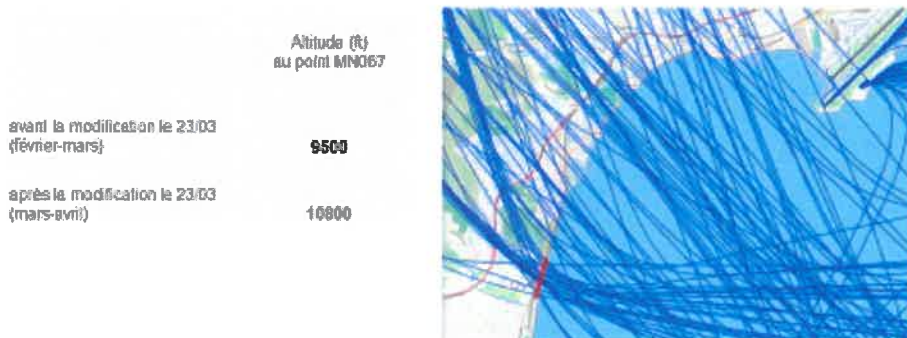 Altitude (ft)
au point MN067
avant la modification le 23/03
(février-mars)
9500
après la modification le 23/03
(mars-avril)
10800